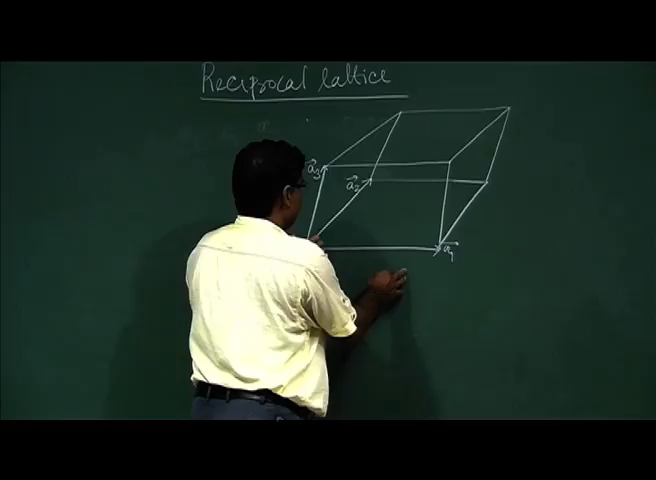 Reciprocal lattice
a⃗₃
a⃗₂
a⃗₁